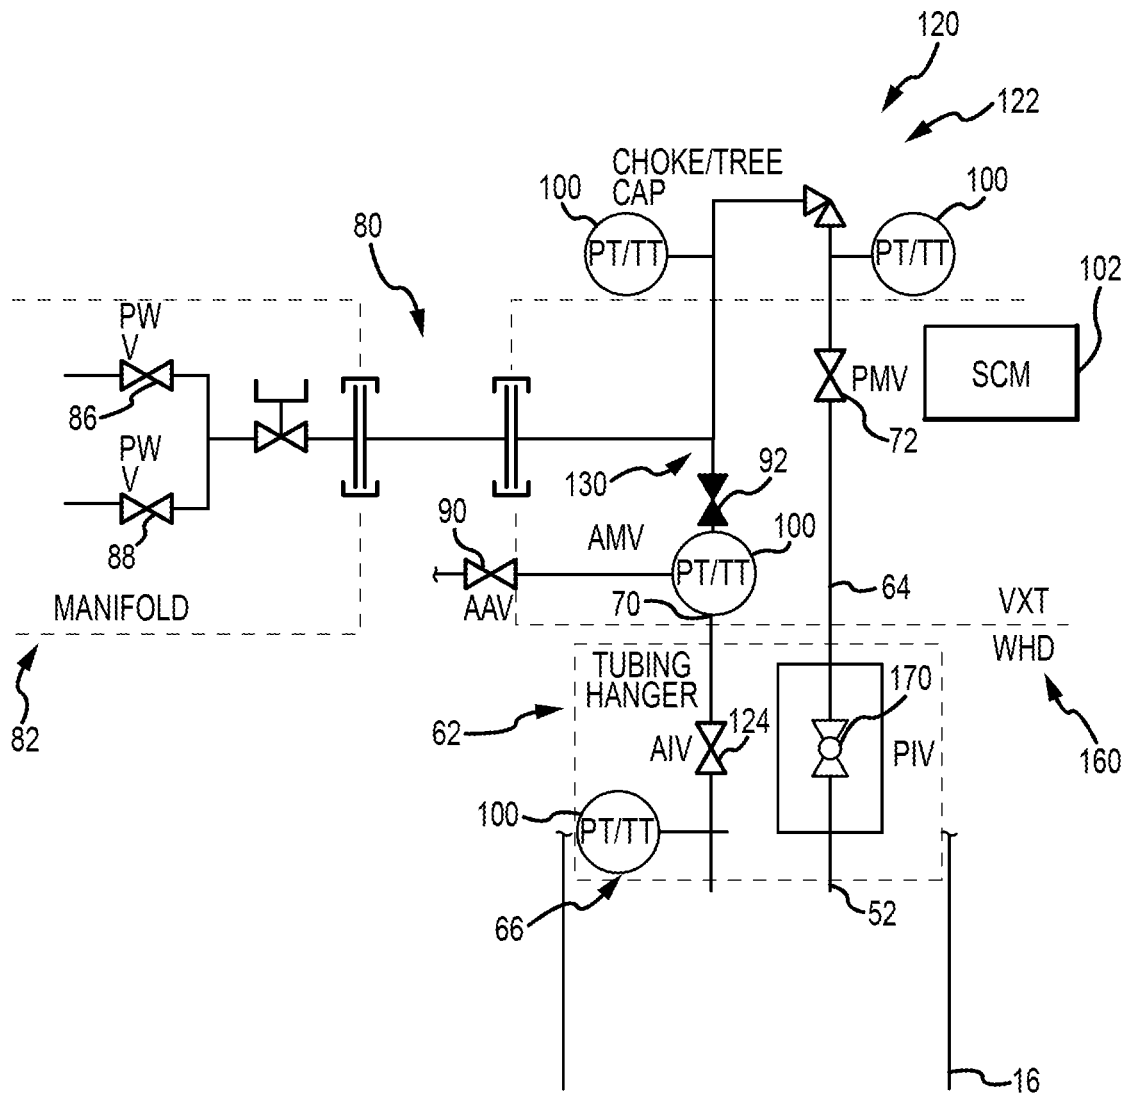 120
122
CHOKE/TREE
CAP
100
100
PT/TT
PT/TT
80
102
PW
V
86
PMV
SCM
72
PW
V
88
130
92
90
AMV
100
PT/TT
AAV
70
64
MANIFOLD
VXT
WHD
82
TUBING
HANGER
62
AIV
124
170
PIV
160
100
PT/TT
66
52
16